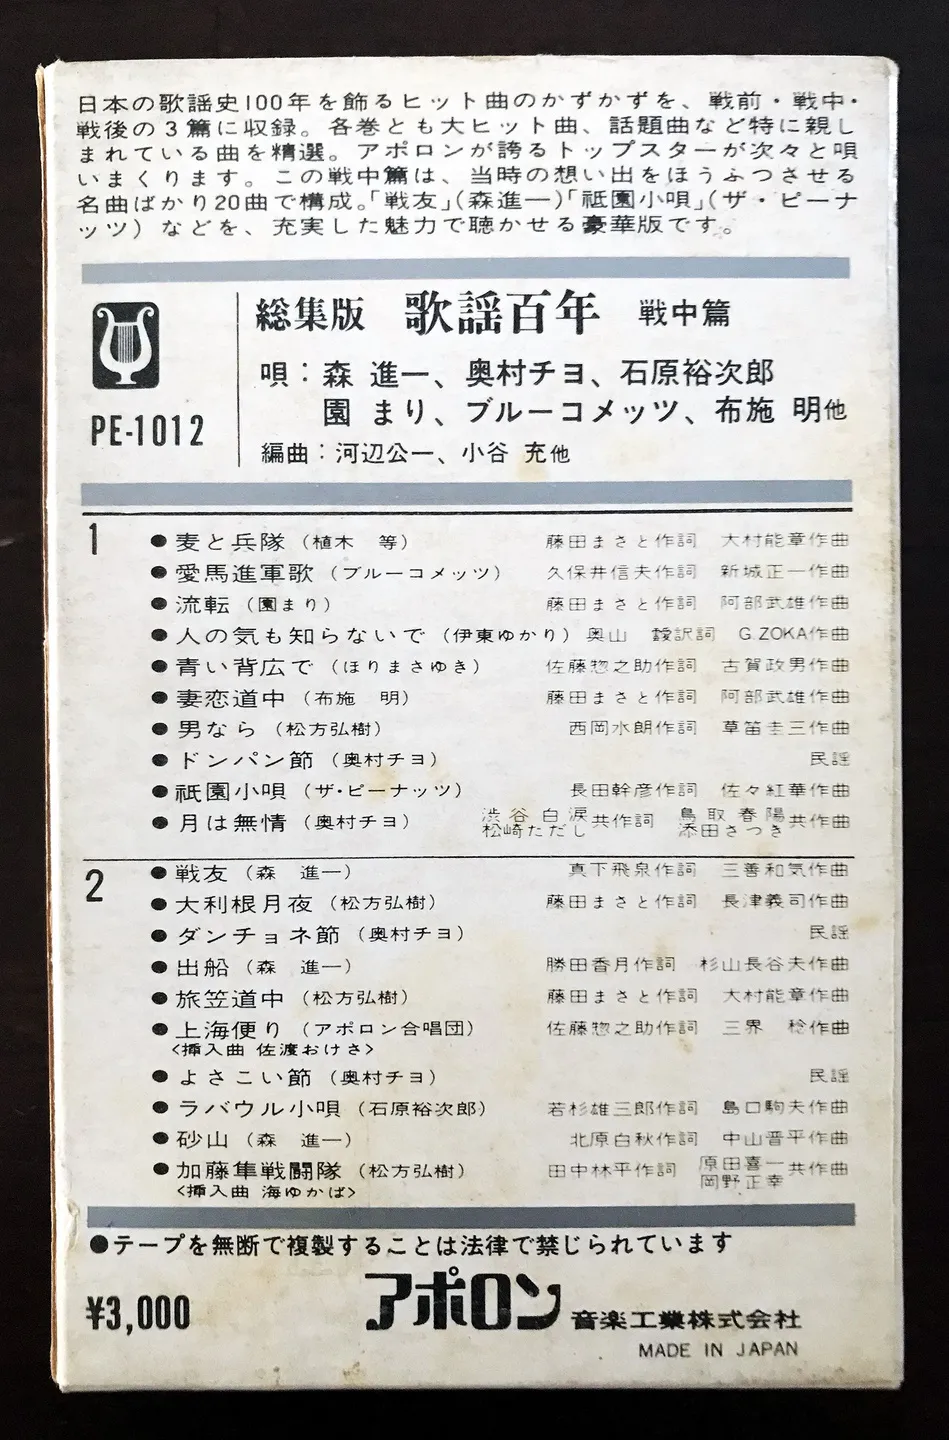 日本の歌謡史100年を飾るヒット曲のかずかずを、戦前・戦中・
戦後の3篇に収録。各巻とも大ヒット曲、話題曲など特に親し
まれている曲を精選。アポロンが誇るトップスターが次々と唄
いまくります。この戦中篇は、当時の想い出をほうふつさせる
名曲ばかり20曲で構成。「戦友」(森進一)「祇園小唄」(ザ・ピーナ
ッツ)などを、充実した魅力で聴かせる豪華版です。
総集版 歌謡百年 戦中篇
PE-1012
唄：森 進一、奥村チヨ、石原裕次郎
園 まり、ブルーコメッツ、布施 明他
編曲：河辺公一、小谷 充他
1
●麦と兵隊（植木 等） 藤田まさと作詞 大村能章作曲
●愛馬進軍歌（ブルーコメッツ） 久保井信夫作詞 新城正一作曲
●流転（園まり） 藤田まさと作詞 阿部武雄作曲
●人の気も知らないで（伊東ゆかり） 奥山 靉訳詞 G.ZOKA作曲
●青い背広で（ほりまさゆき） 佐藤惣之助作詞 古賀政男作曲
●妻恋道中（布施 明） 藤田まさと作詞 阿部武雄作曲
●男なら（松方弘樹） 西岡水朗作詞 草笛圭三作曲
●ドンパン節（奥村チヨ） 民謡
●祇園小唄（ザ・ピーナッツ） 長田幹彦作詞 佐々紅華作曲
●月は無情（奥村チヨ） 渋谷白涙 松崎ただし 共作詞 鳥取春陽 添田さつき 共作曲
2
●戦友（森 進一） 真下飛泉作詞 三善和気作曲
●大利根月夜（松方弘樹） 藤田まさと作詞 長津義司作曲
●ダンチョネ節（奥村チヨ） 民謡
●出船（森 進一） 勝田香月作詞 杉山長谷夫作曲
●旅笠道中（松方弘樹） 藤田まさと作詞 大村能章作曲
●上海便り（アポロン合唱団） 佐藤惣之助作詞 三界 稔作曲
<挿入曲 佐渡おけさ>
●よさこい節（奥村チヨ） 民謡
●ラバウル小唄（石原裕次郎） 若杉雄三郎作詞 島口駒夫作曲
●砂山（森 進一） 北原白秋作詞 中山晋平作曲
●加藤隼戦闘隊（松方弘樹） 田中林平作詞 原田喜一 岡野正幸 共作曲
<挿入曲 海ゆかば>
●テープを無断で複製することは法律で禁じられています
¥3,000
アポロン 音楽工業株式会社
MADE IN JAPAN